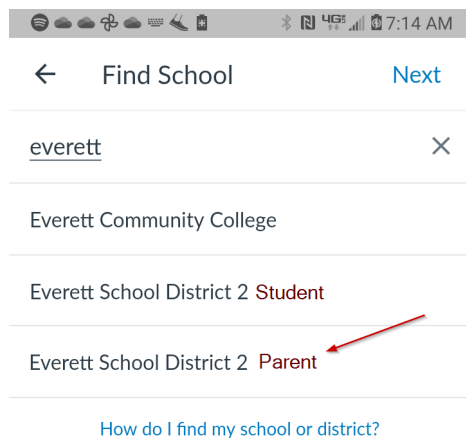 4G 7:14 AM
Find School Next
everett
Everett Community College
Everett School District 2 Student
Everett School District 2 Parent
How do I find my school or district?